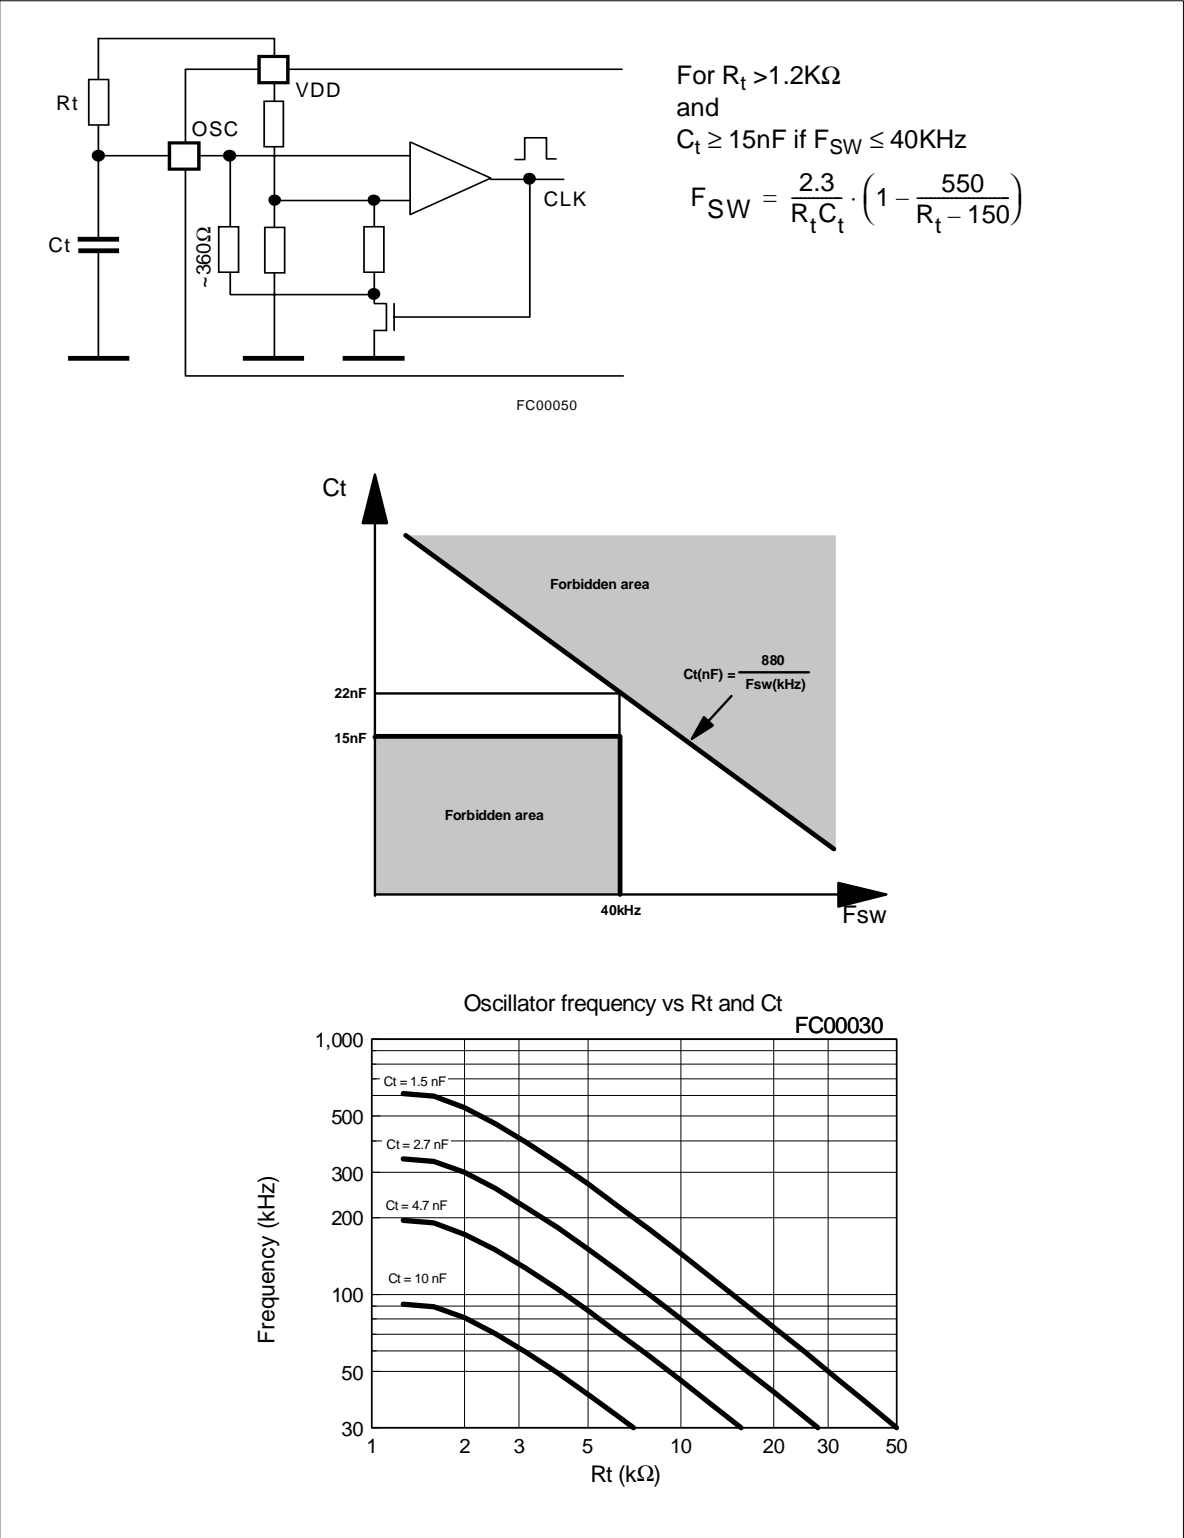 For Rt >1.2KΩ
and
Ct ≥ 15nF if FSW ≤ 40KHz
FSW = 2.3 / RtCt · (1 − 550 / Rt − 150)
Rt
VDD
OSC
CLK
Ct
~360Ω
FC00050
Ct
Forbidden area
Ct(nF) = 880 / Fsw(kHz)
22nF
15nF
Forbidden area
40kHz
Fsw
Oscillator frequency vs Rt and Ct
FC00030
1,000
Ct = 1.5 nF
500
Ct = 2.7 nF
300
Ct = 4.7 nF
200
Ct = 10 nF
100
50
30
Frequency (kHz)
1 2 3 5 10 20 30 50
Rt (kΩ)